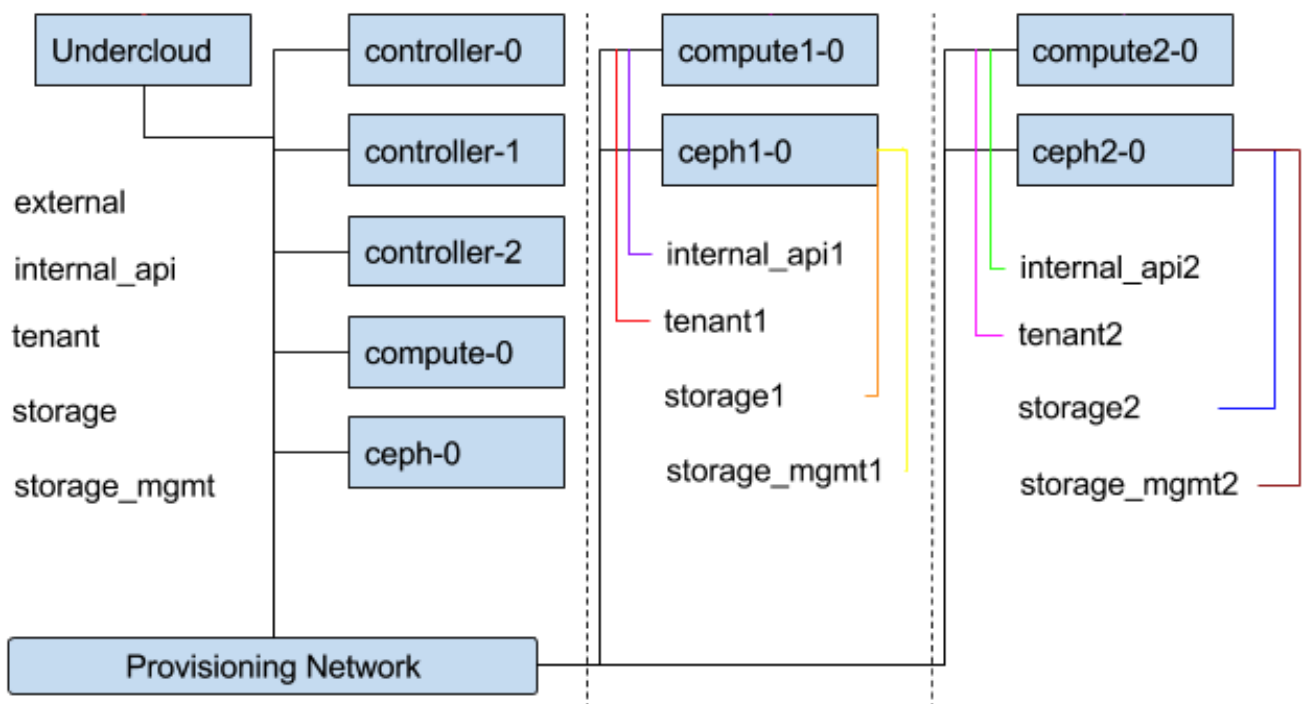 Undercloud
controller-0
compute1-0
compute2-0
controller-1
ceph1-0
ceph2-0
external
controller-2
internal_api
internal_api1
internal_api2
tenant
compute-0
tenant1
tenant2
storage
storage1
storage2
ceph-0
storage_mgmt
storage_mgmt1
storage_mgmt2
Provisioning Network